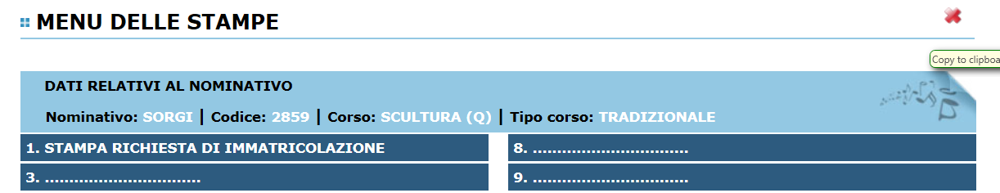 MENU DELLE STAMPE
Copy to clipboa
DATI RELATIVI AL NOMINATIVO
Nominativo: SORGI | Codice: 2859 | Corso: SCULTURA (Q) | Tipo corso: TRADIZIONALE
1. STAMPA RICHIESTA DI IMMATRICOLAZIONE
8. ................................
3. ................................
9. ................................